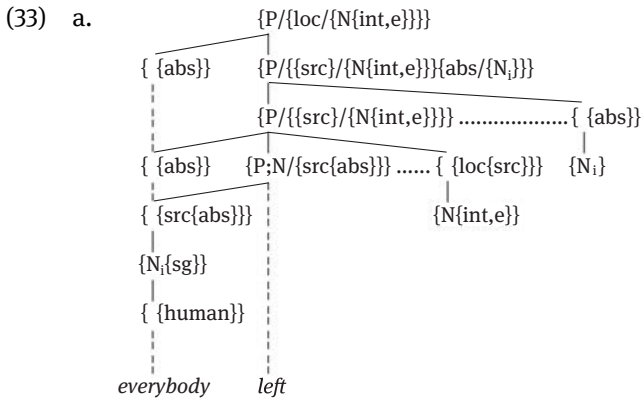 (33) a. {P/{loc/{N{int,e}}}}
{ {abs}} {P/{{src}/{N{int,e}}}{abs/{Nᵢ}}}
{P/{{src}/{N{int,e}}}} .................... { {abs}}
{ {abs}} {P;N/{src{abs}}} ...... { {loc{src}}} {Nᵢ}
{ {src{abs}}} {N{int,e}}
{Nᵢ{sg}}
{ {human}}
everybody left